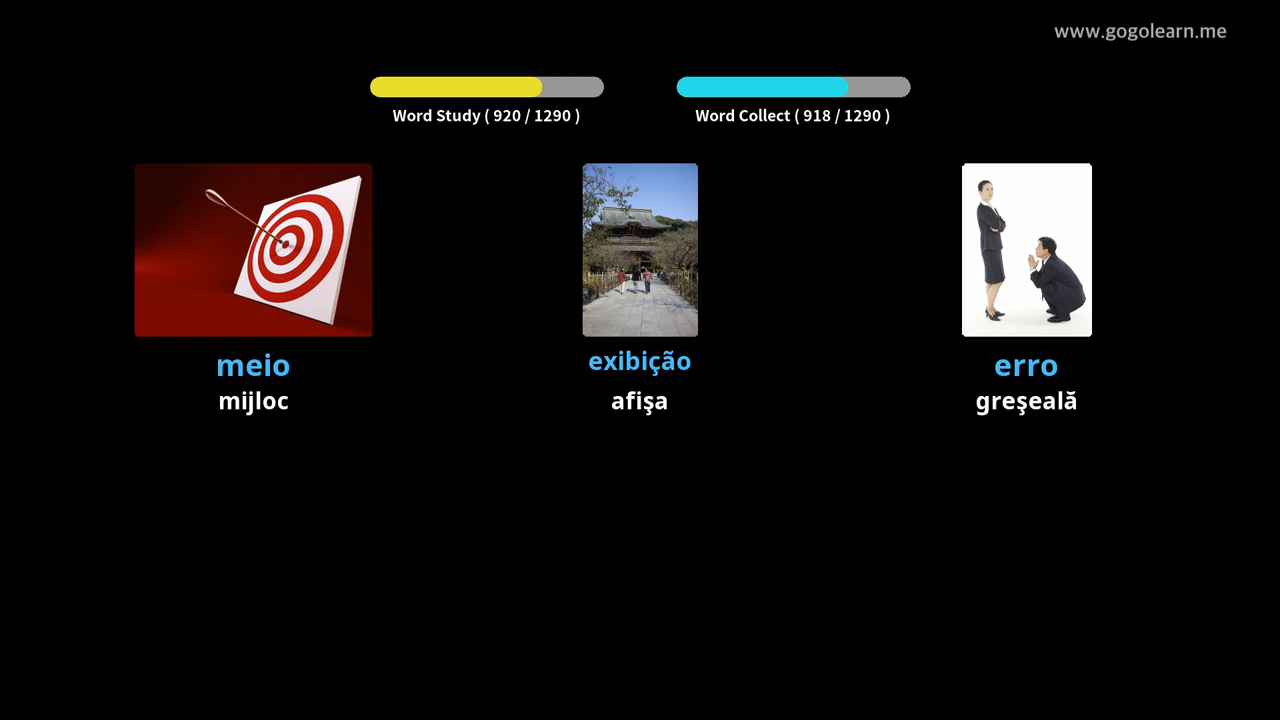 www.gogolearn.me
Word Study ( 920 / 1290 )
Word Collect ( 918 / 1290 )
meio
mijloc
exibição
afişa
erro
greşeală